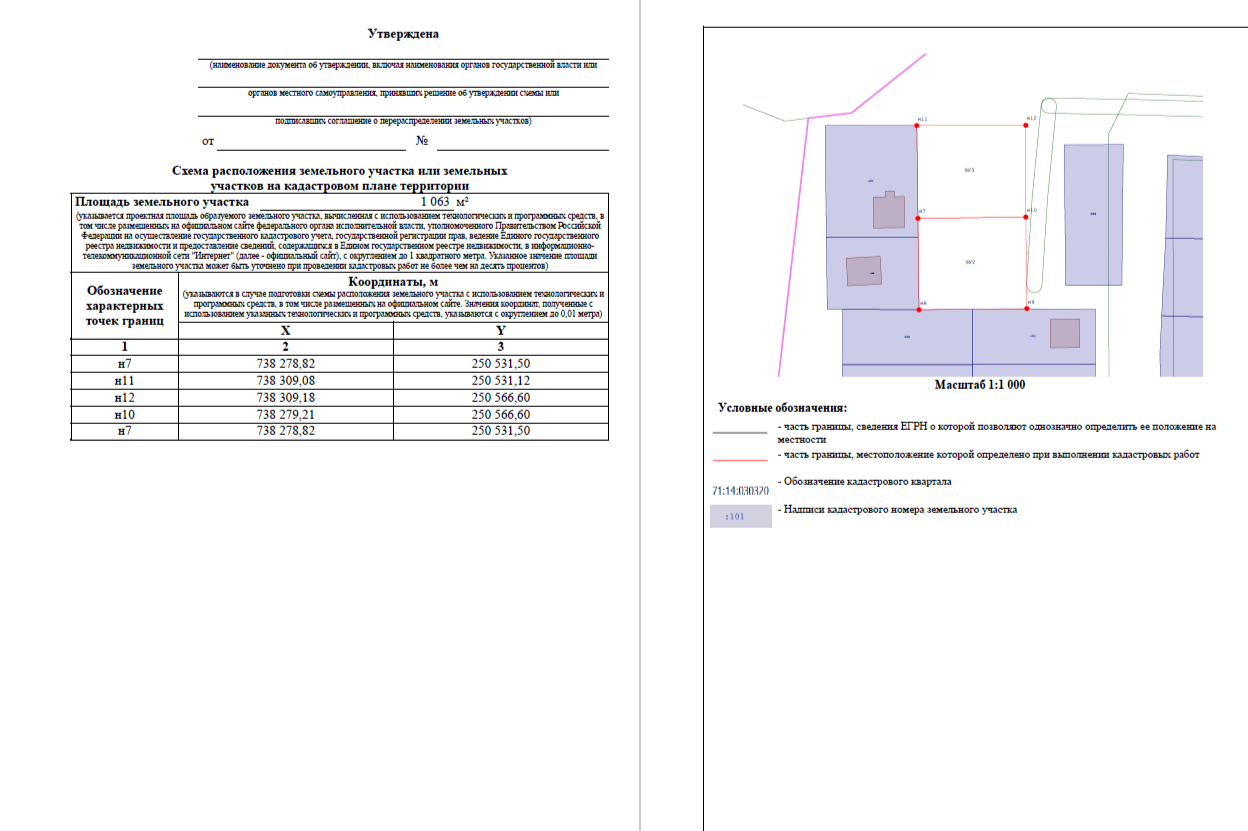 Утверждена
(наименование документа об утверждении, включая наименования органов государственной власти или
органов местного самоуправления, принявших решение об утверждении схемы или
подписавших соглашение о перераспределении земельных участков)
от № 
Схема расположения земельного участка или земельных
участков на кадастровом плане территории
Площадь земельного участка 1 063 м²
(указывается проектная площадь образуемого земельного участка, вычисленная с использованием технологических и программных средств, в
том числе размещенных на официальном сайте федерального органа исполнительной власти, уполномоченного Правительством Российской
Федерации на осуществление государственного кадастрового учета, государственной регистрации прав, ведение Единого государственного
реестра недвижимости и предоставление сведений, содержащихся в Едином государственном реестре недвижимости, в информационно-
телекоммуникационной сети "Интернет" (далее - официальный сайт), с округлением до 1 квадратного метра. Указанное значение площади
земельного участка может быть уточнено при проведении кадастровых работ не более чем на десять процентов)
Обозначение
характерных
точек границ
Координаты, м
(указываются в случае подготовки схемы расположения земельного участка с использованием технологических и
программных средств, в том числе размещенных на официальном сайте. Значения координат, полученные с
использованием указанных технологических и программных средств, указываются с округлением до 0,01 метра)
X Y
1 2 3
н7 738 278,82 250 531,50
н11 738 309,08 250 531,12
н12 738 309,18 250 566,60
н10 738 279,21 250 566,60
н7 738 278,82 250 531,50
н11 н12
н7 н10
н8 н9
Масштаб 1:1 000
Условные обозначения:
- часть границы, сведения ЕГРН о которой позволяют однозначно определить ее положение на
местности
- часть границы, местоположение которой определено при выполнении кадастровых работ
71:14:030320 - Обозначение кадастрового квартала
:101 - Надписи кадастрового номера земельного участка